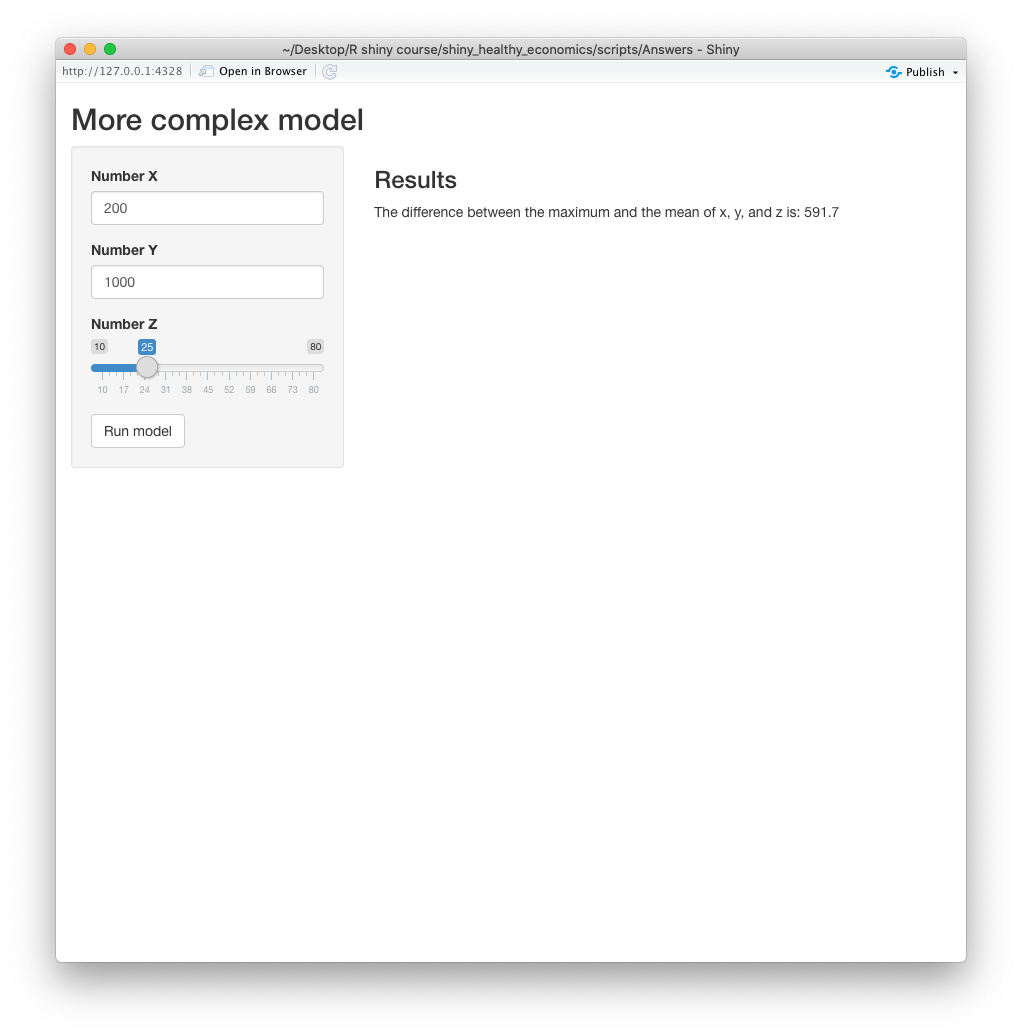 ~/Desktop/R shiny course/shiny_healthy_economics/scripts/Answers - Shiny
http://127.0.0.1:4328 Open in Browser Publish
More complex model
Number X
200
Number Y
1000
Number Z
10 25 80
10 17 24 31 38 45 52 59 66 73 80
Run model
Results
The difference between the maximum and the mean of x, y, and z is: 591.7